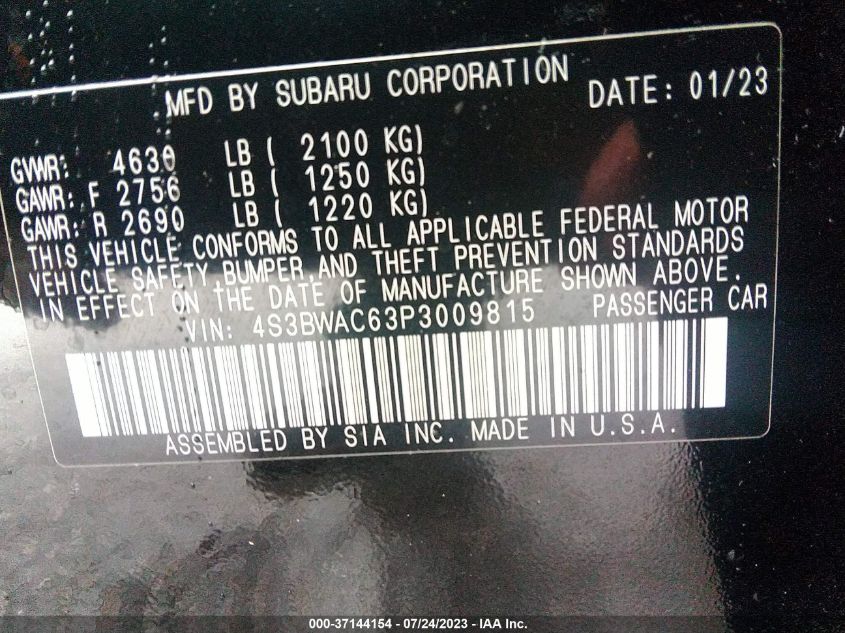 MFD BY SUBARU CORPORATION DATE: 01/23
GVWR: 4630 LB ( 2100 KG)
GAWR: F 2756 LB ( 1250 KG)
GAWR: R 2690 LB ( 1220 KG)
THIS VEHICLE CONFORMS TO ALL APPLICABLE FEDERAL MOTOR
VEHICLE SAFETY BUMPER,AND THEFT PREVENTION STANDARDS
IN EFFECT ON THE DATE OF MANUFACTURE SHOWN ABOVE.
VIN: 4S3BWAC63P3009815 PASSENGER CAR
ASSEMBLED BY SIA INC. MADE IN U.S.A.
000-37144154 - 07/24/2023 - IAA Inc.